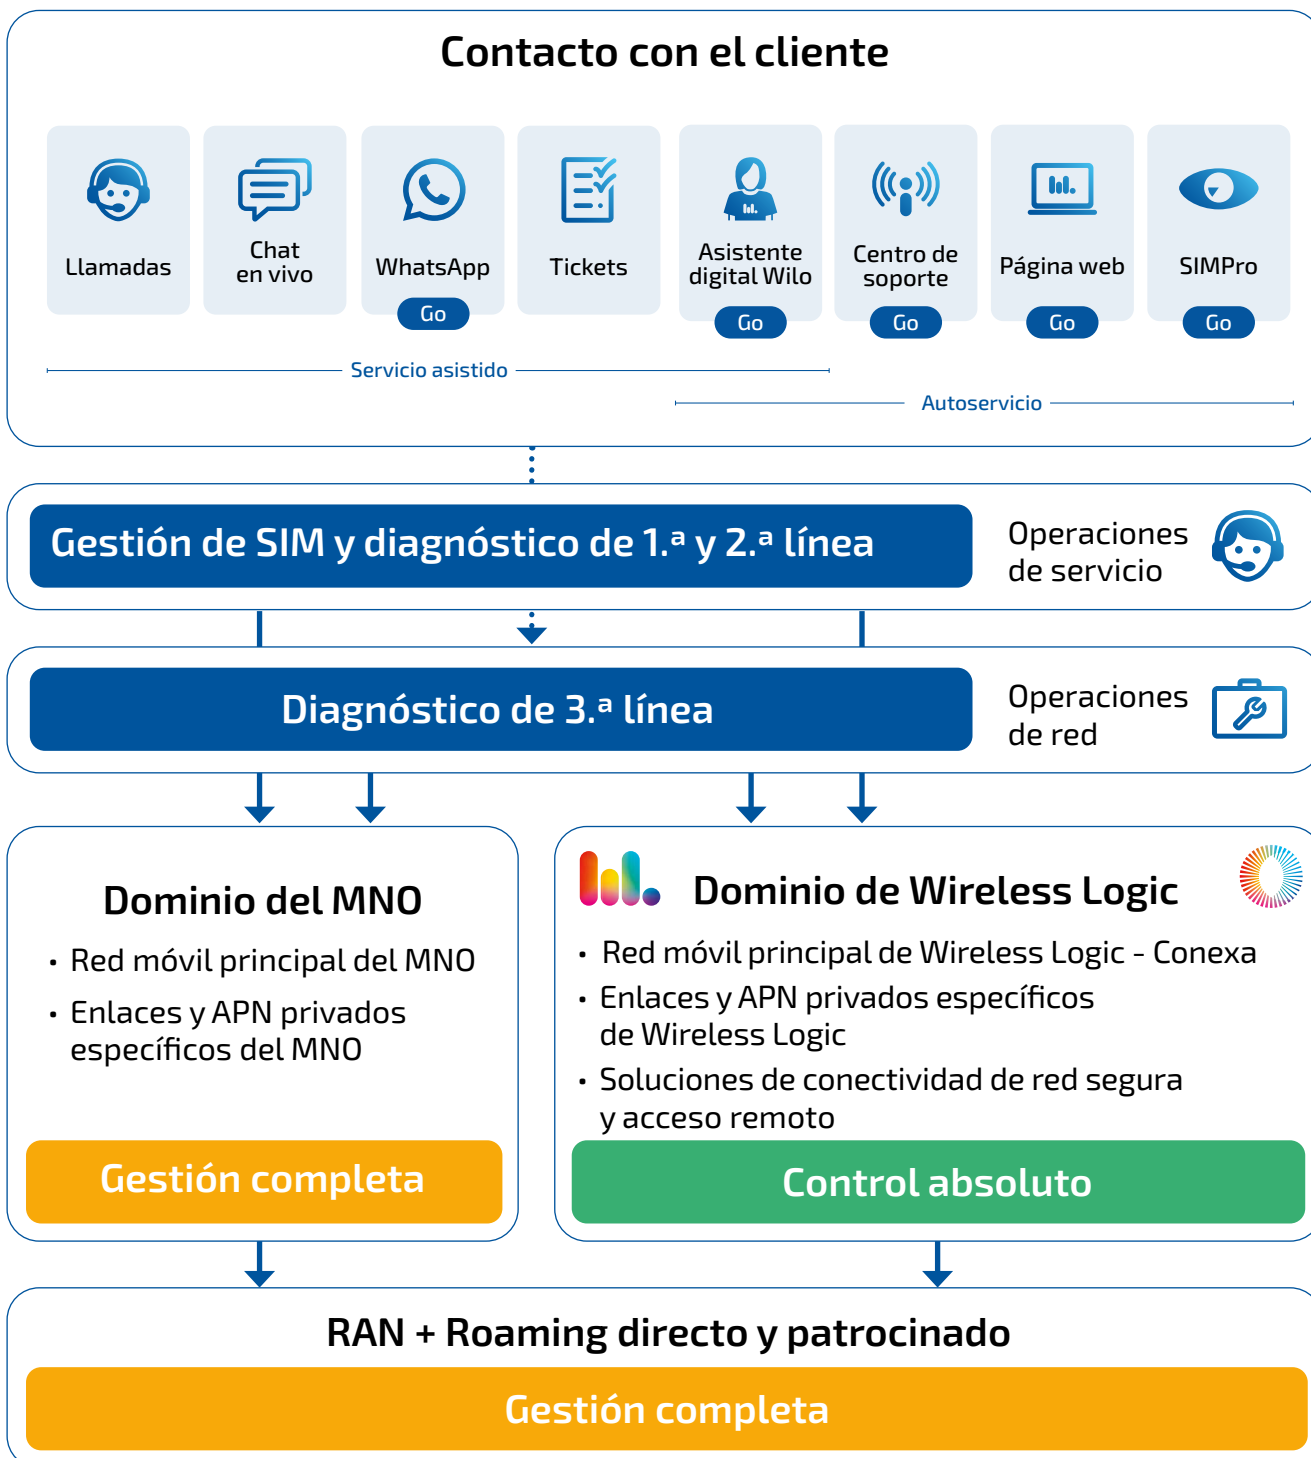 Contacto con el cliente
Llamadas
Chat
en vivo
WhatsApp
Go
Tickets
Asistente
digital Wilo
Go
Centro de
soporte
Go
Página web
Go
SIMPro
Go
Servicio asistido
Autoservicio
Gestión de SIM y diagnóstico de 1.ª y 2.ª línea
Operaciones
de servicio
Diagnóstico de 3.ª línea
Operaciones
de red
Dominio del MNO
· Red móvil principal del MNO
· Enlaces y APN privados
específicos del MNO
Gestión completa
Dominio de Wireless Logic
· Red móvil principal de Wireless Logic - Conexa
· Enlaces y APN privados específicos
de Wireless Logic
· Soluciones de conectividad de red segura
y acceso remoto
Control absoluto
RAN + Roaming directo y patrocinado
Gestión completa